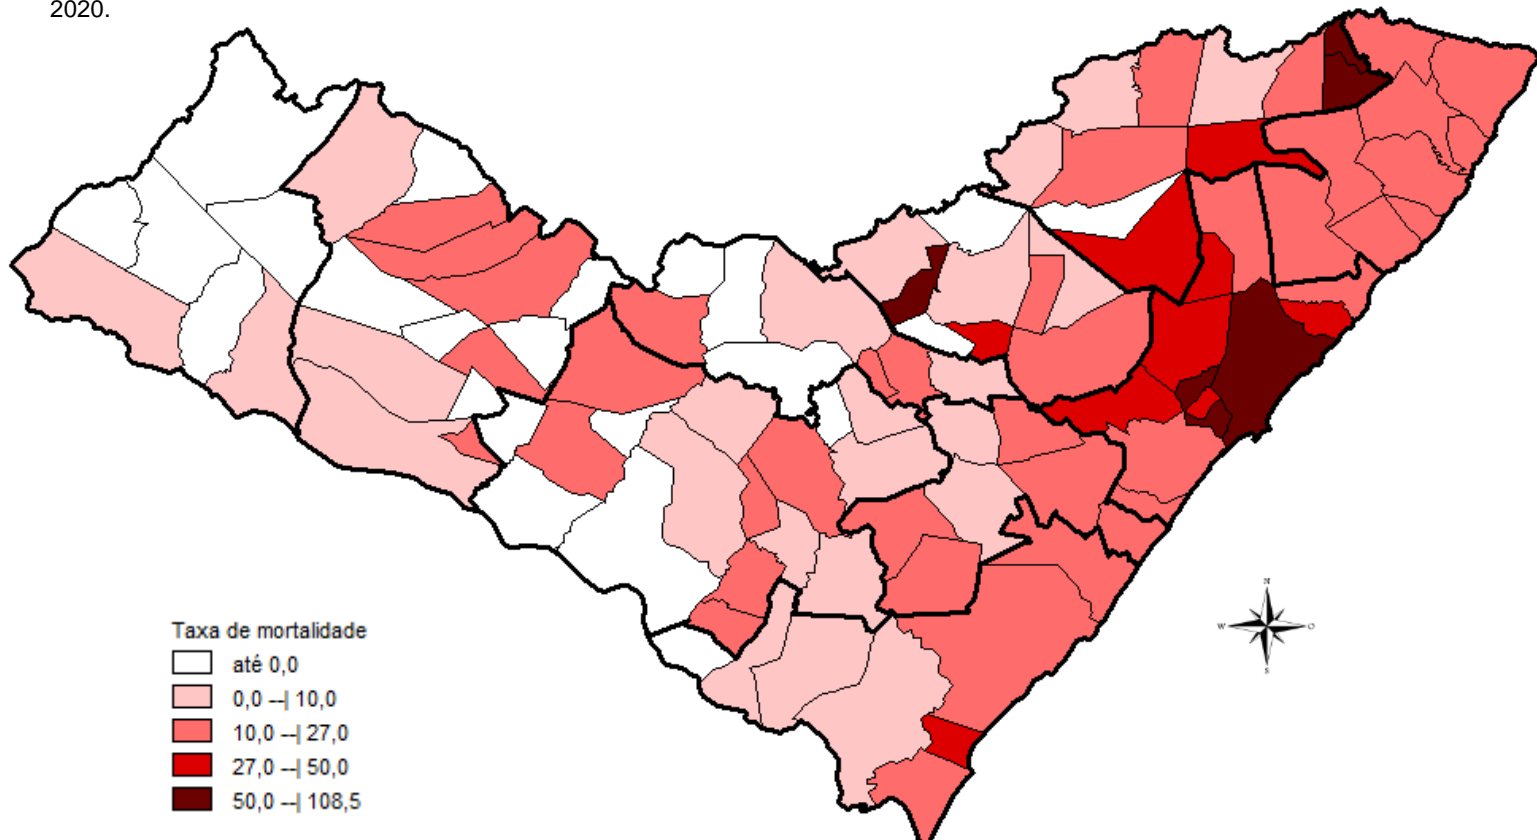 2020.
N
W
O
S
Taxa de mortalidade
até 0,0
0,0 --| 10,0
10,0 --| 27,0
27,0 --| 50,0
50,0 --| 108,5